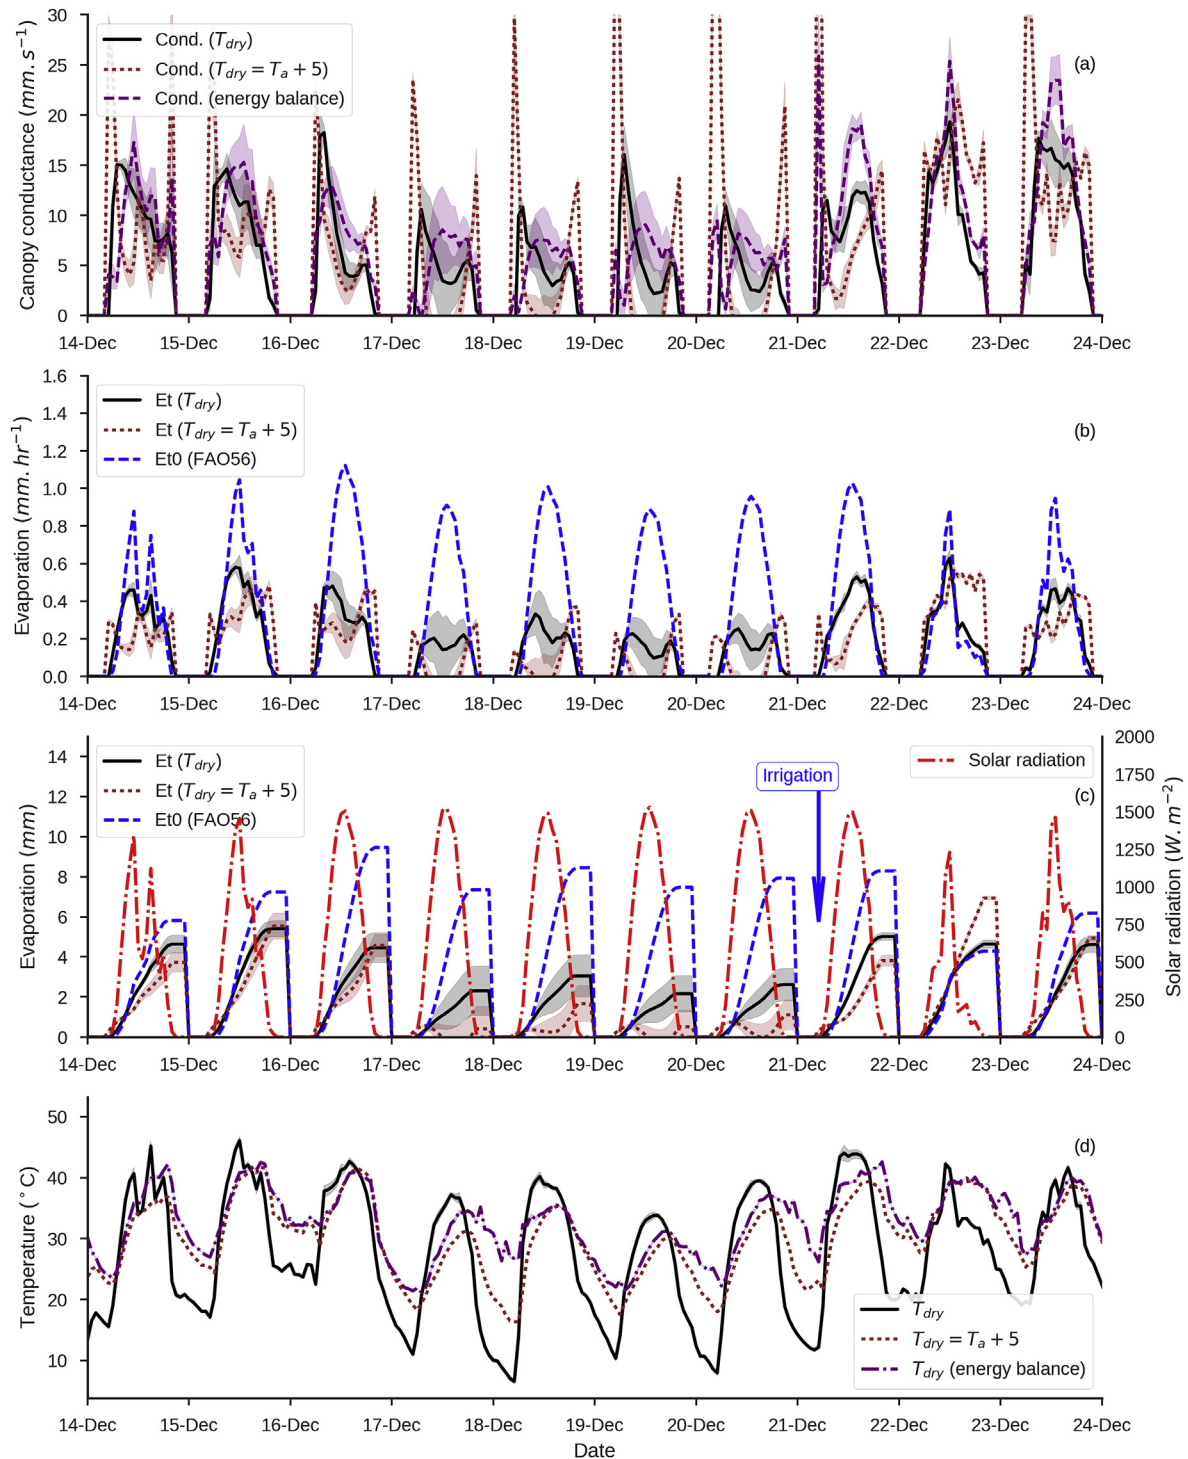 Canopy conductance (mm.s⁻¹)
30
25
20
15
10
5
0
Cond. (T_dry)
Cond. (T_dry = T_a + 5)
Cond. (energy balance)
(a)
14-Dec 15-Dec 16-Dec 17-Dec 18-Dec 19-Dec 20-Dec 21-Dec 22-Dec 23-Dec 24-Dec
Evaporation (mm.hr⁻¹)
1.6
1.4
1.2
1.0
0.8
0.6
0.4
0.2
0.0
Et (T_dry)
Et (T_dry = T_a + 5)
Et0 (FAO56)
(b)
14-Dec 15-Dec 16-Dec 17-Dec 18-Dec 19-Dec 20-Dec 21-Dec 22-Dec 23-Dec 24-Dec
Evaporation (mm)
14
12
10
8
6
4
2
0
Et (T_dry)
Et (T_dry = T_a + 5)
Et0 (FAO56)
Irrigation
Solar radiation
(c)
2000
1750
1500
1250
1000
750
500
250
0
Solar radiation (W.m⁻²)
14-Dec 15-Dec 16-Dec 17-Dec 18-Dec 19-Dec 20-Dec 21-Dec 22-Dec 23-Dec 24-Dec
Temperature (°C)
50
40
30
20
10
(d)
T_dry
T_dry = T_a + 5
T_dry (energy balance)
14-Dec 15-Dec 16-Dec 17-Dec 18-Dec 19-Dec 20-Dec 21-Dec 22-Dec 23-Dec 24-Dec
Date